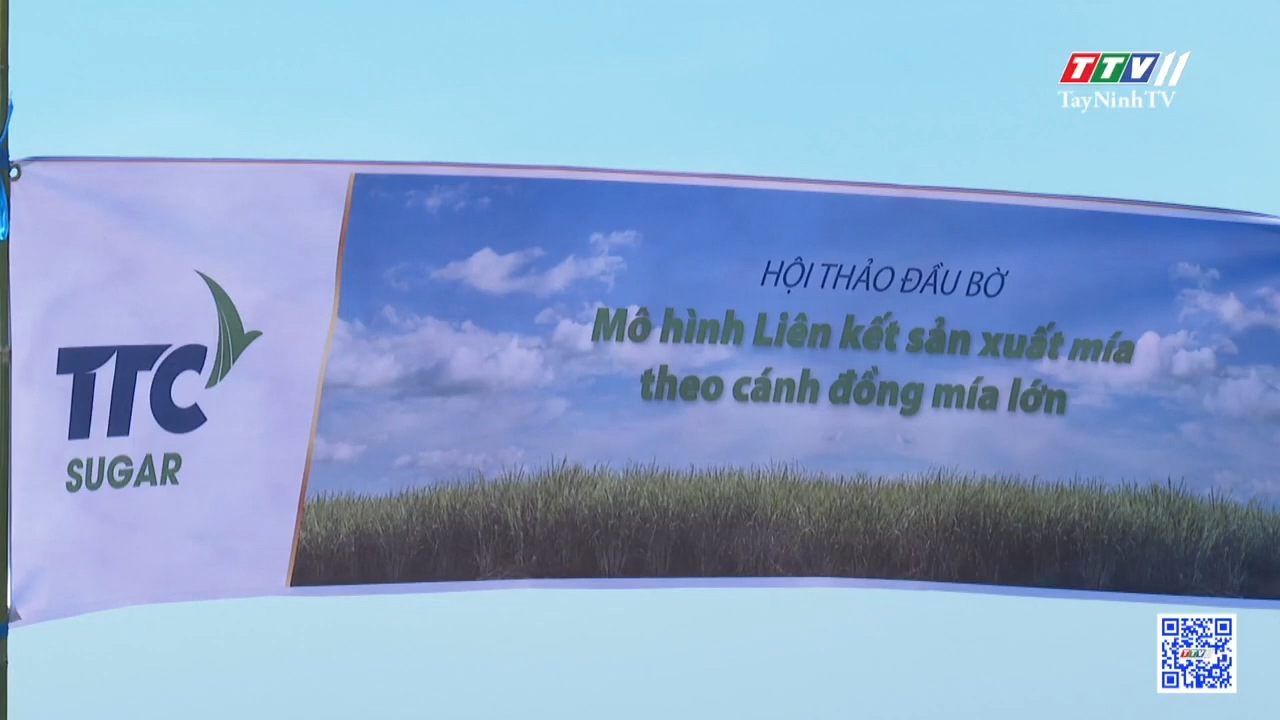 TTV11
TayNinhTV
TTC
SUGAR
HỘI THẢO ĐẦU BỜ
Mô hình Liên kết sản xuất mía
theo cánh đồng mía lớn
TTV